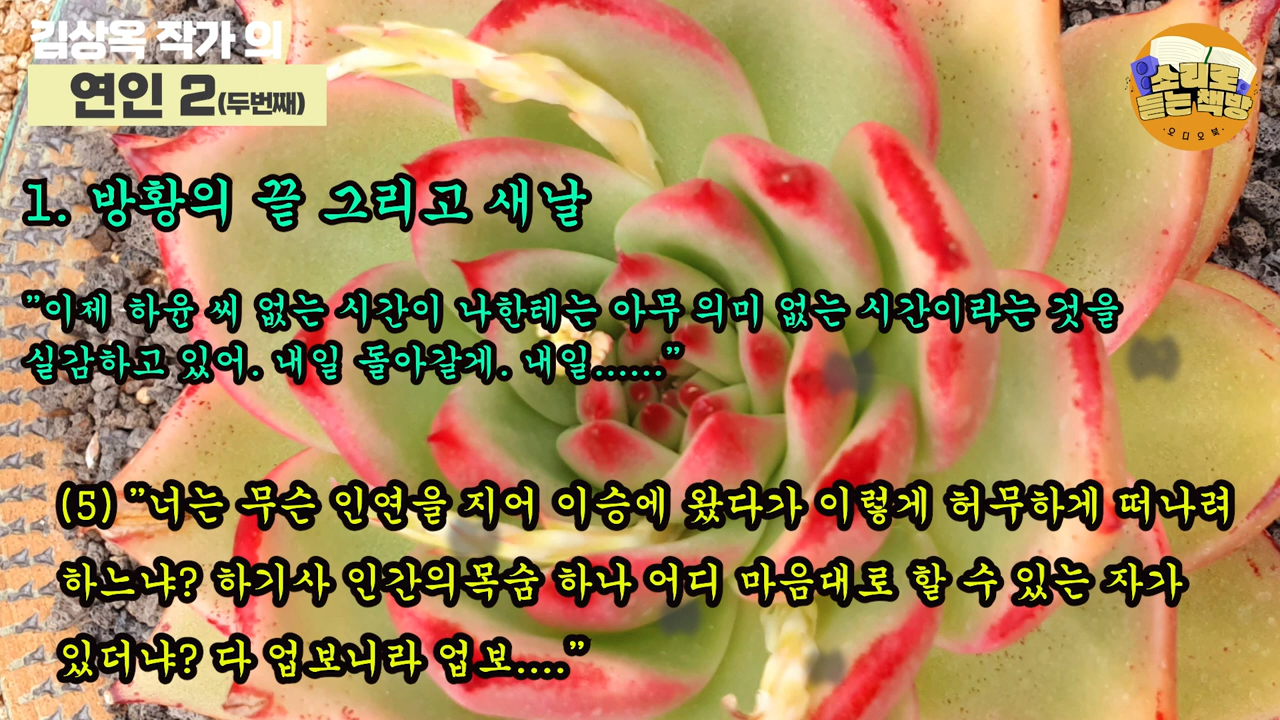 김상옥 작가 의
연인 2(두번째)
소리로
듣는 책방
·오디오북·
1. 방황의 끝 그리고 새날
"이제 하윤 씨 없는 시간이 나한테는 아무 의미 없는 시간이라는 것을
실감하고 있어. 내일 돌아갈게. 내일......"
(5) "너는 무슨 인연을 지어 이승에 왔다가 이렇게 허무하게 떠나려
하느냐? 하기사 인간의목숨 하나 어디 마음대로 할 수 있는 자가
있더냐? 다 업보니라 업보...."